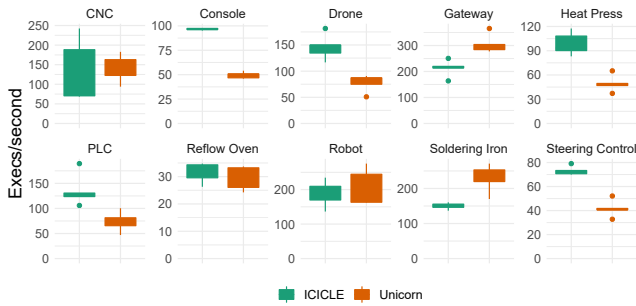 CNC Console Drone Gateway Heat Press
250 200 150 100 50 0
100 75 50 25 0
150 100 50 0
300 200 100 0
120 90 60 30 0
Execs/second
PLC Reflow Oven Robot Soldering Iron Steering Control
150 100 50 0
30 20 10 0
200 100 0
200 100 0
80 60 40 20 0
ICICLE Unicorn